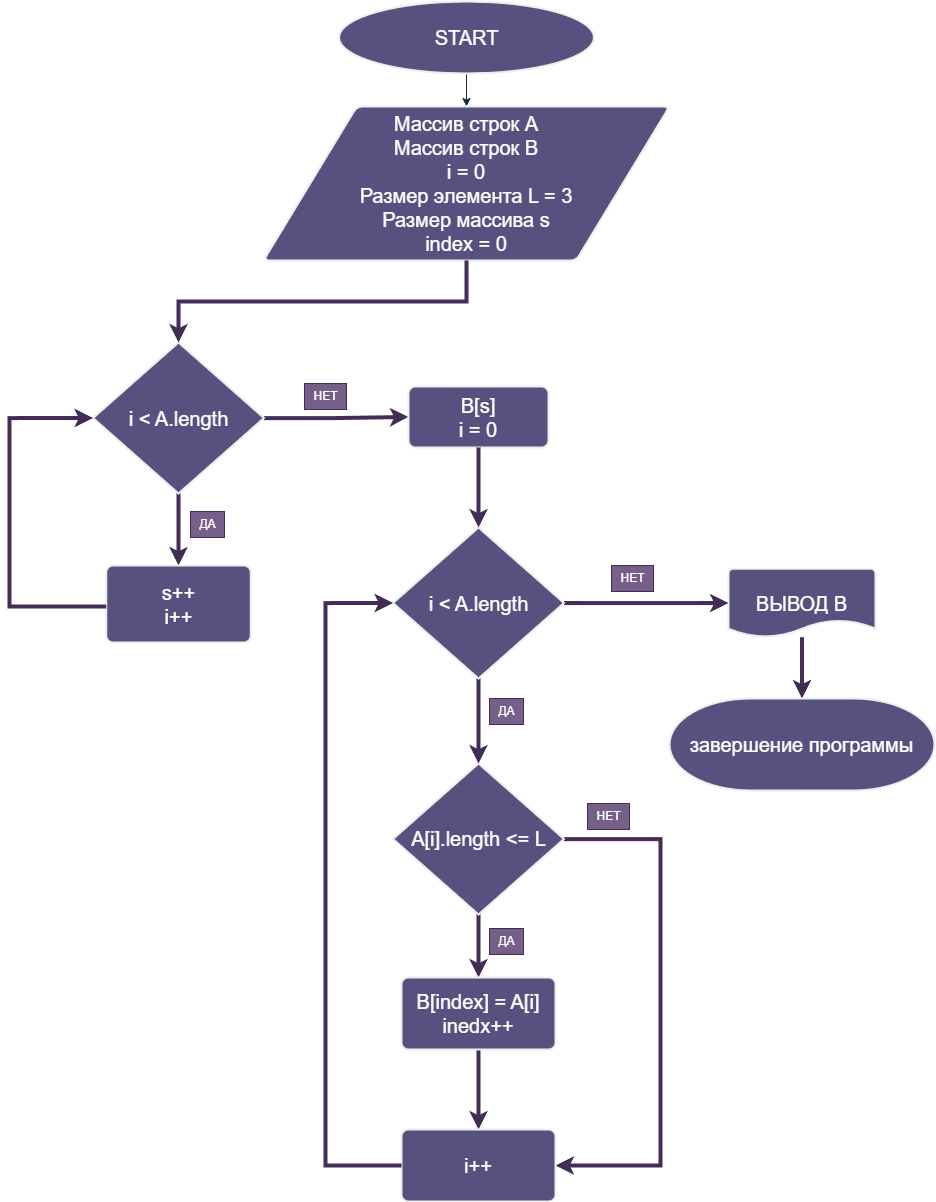 START
Массив строк A
Массив строк B
i = 0
Размер элемента L = 3
Размер массива s
index = 0
i < A.length
НЕТ
B[s]
i = 0
ДА
s++
i++
i < A.length
НЕТ
ВЫВОД B
завершение программы
ДА
A[i].length <= L
НЕТ
ДА
B[index] = A[i]
inedx++
i++